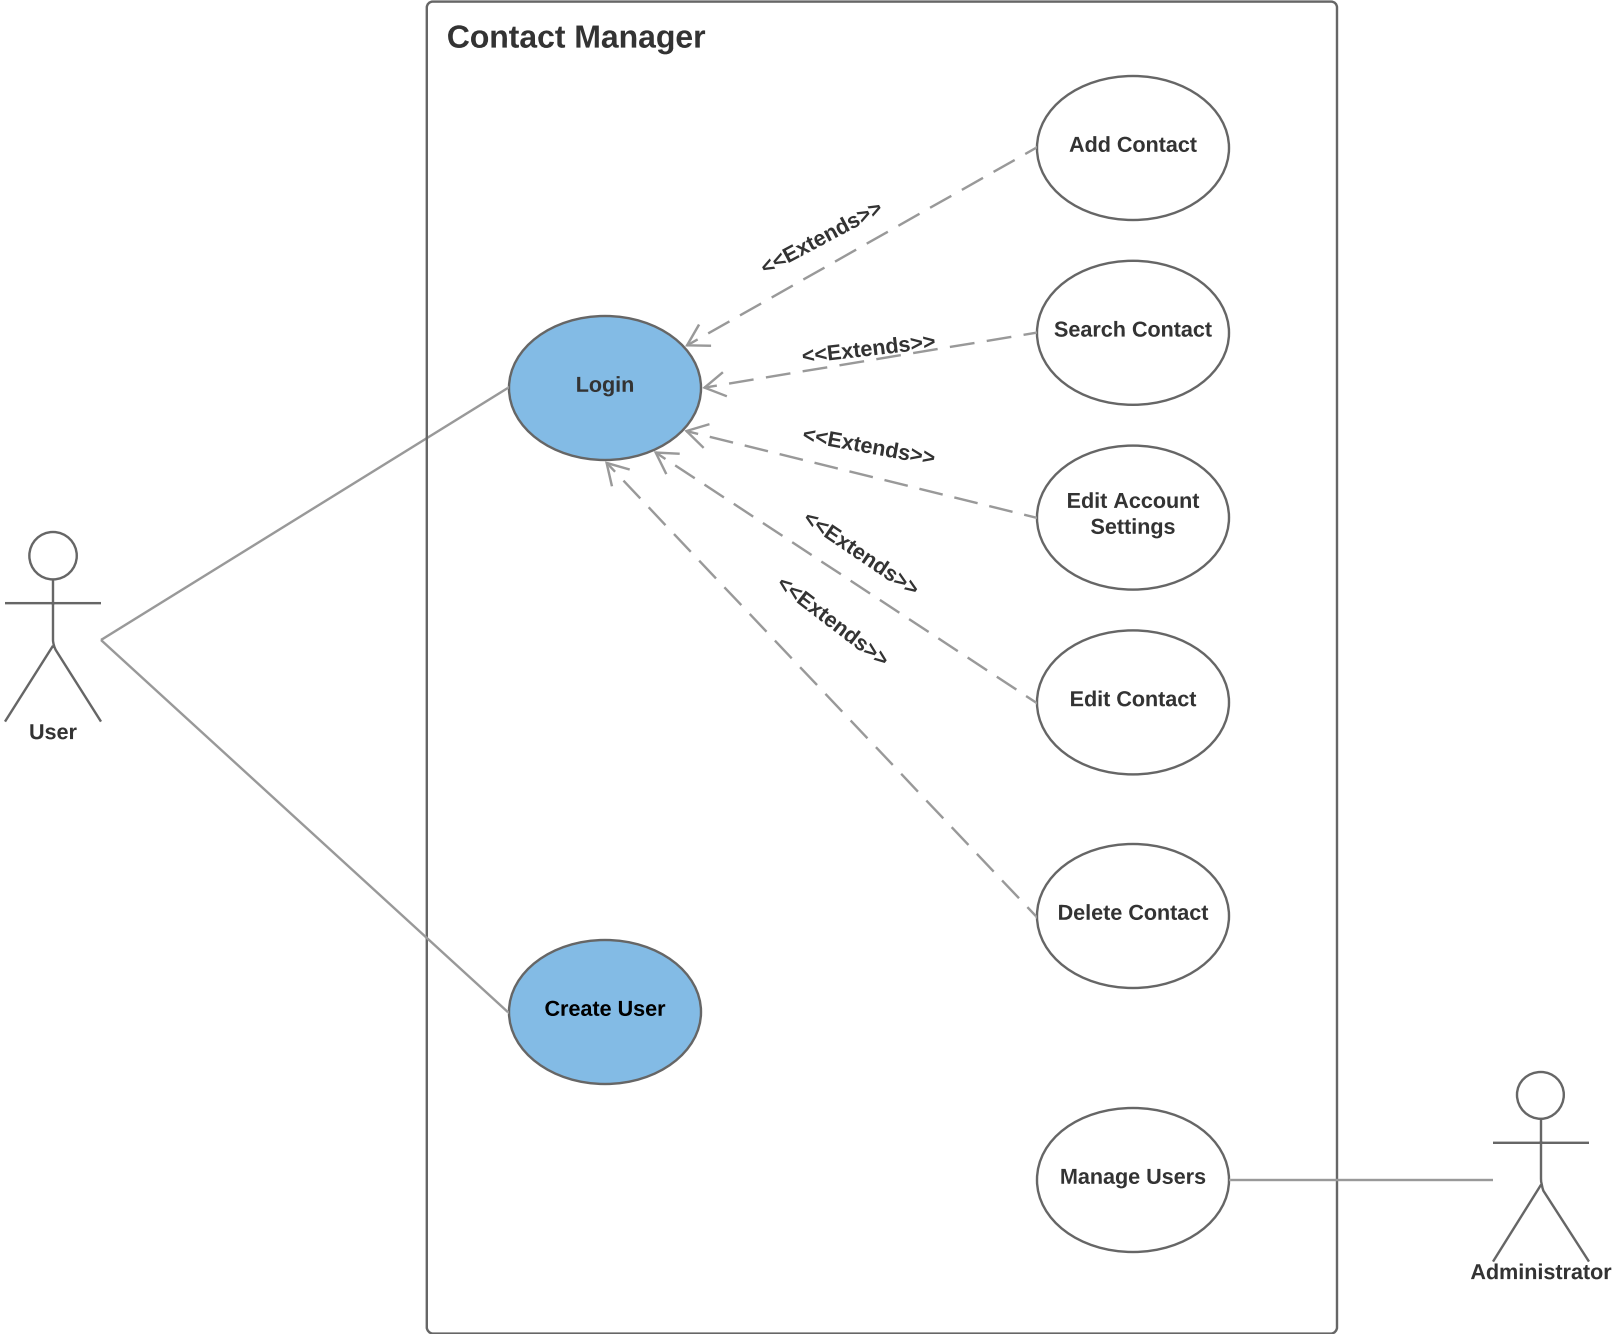 Contact Manager
Add Contact
<<Extends>>
Search Contact
<<Extends>>
Login
<<Extends>>
Edit Account
Settings
<<Extends>>
<<Extends>>
Edit Contact
User
Delete Contact
Create User
Manage Users
Administrator